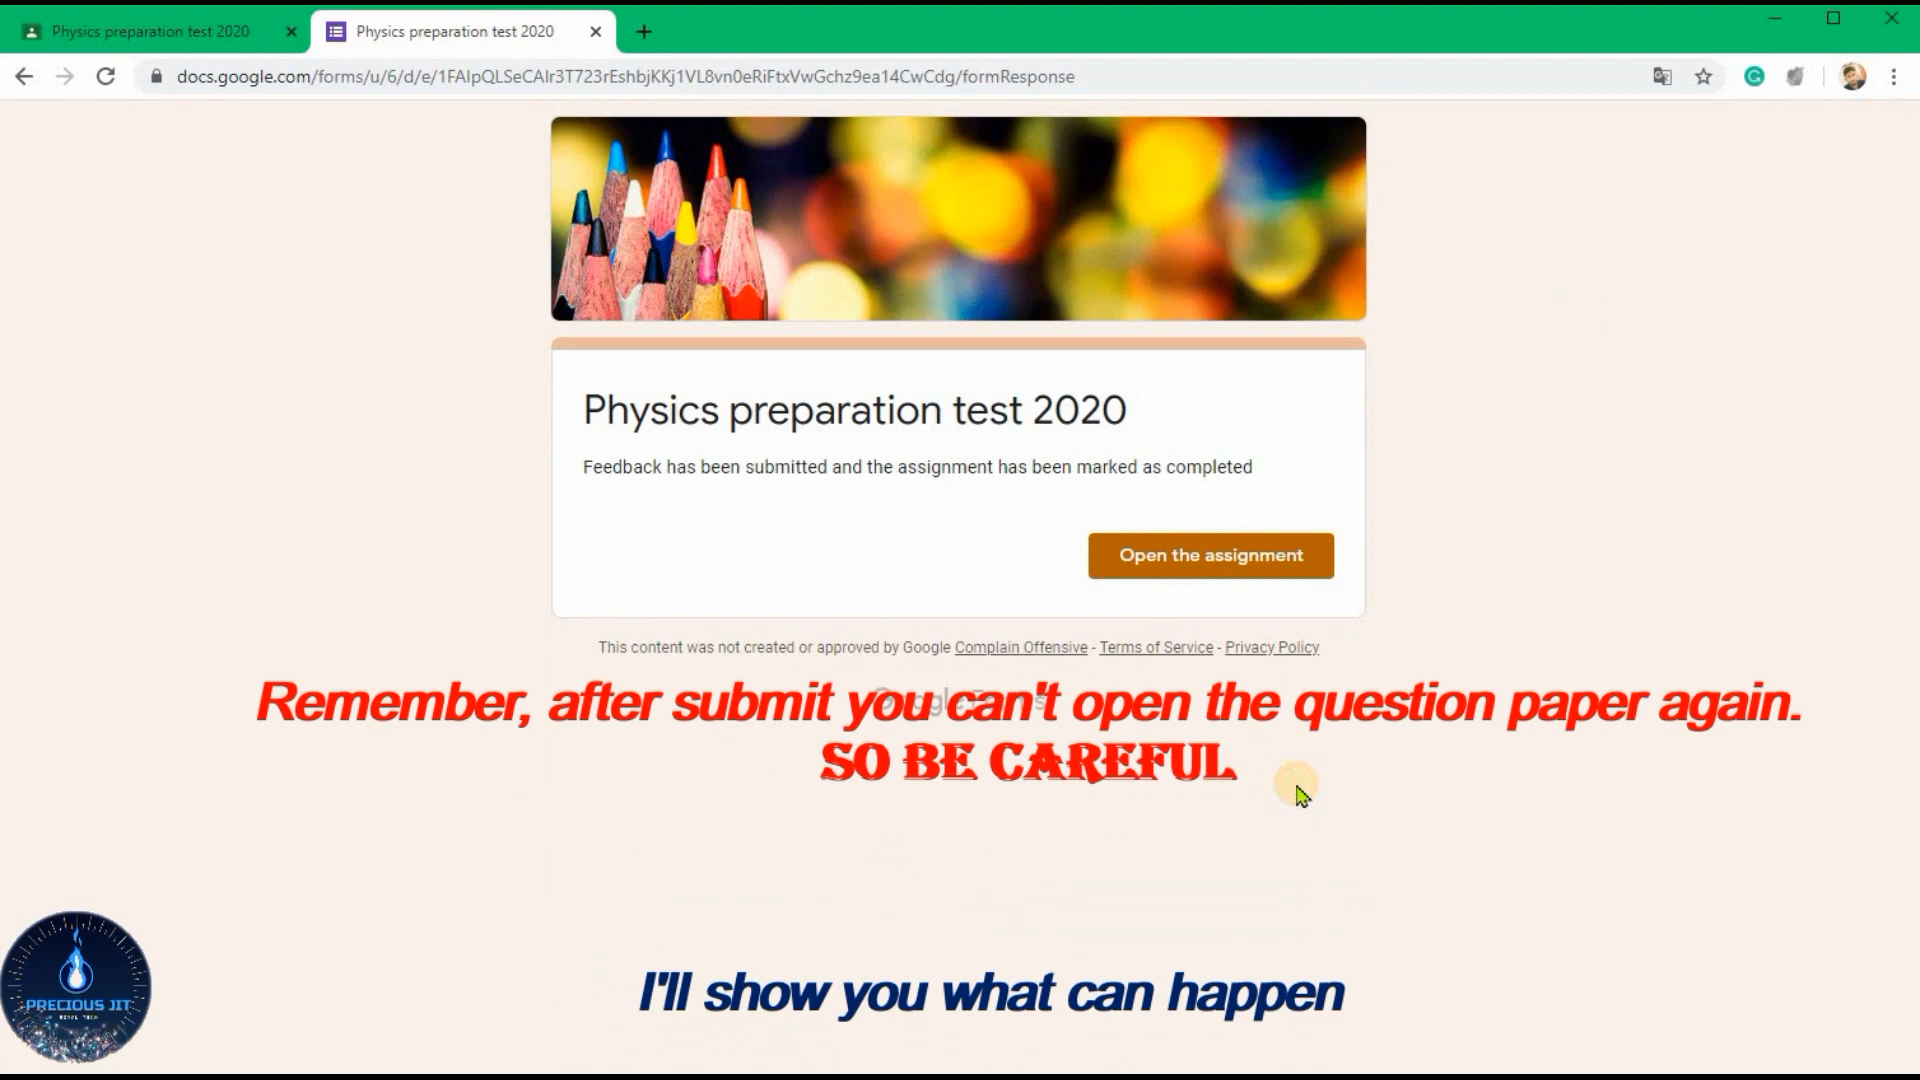 Physics preparation test 2020
Physics preparation test 2020
docs.google.com/forms/u/6/d/e/1FAIpQLSeCAIr3T723rEshbjKKj1VL8vn0eRiFtxVwGchz9ea14CwCdg/formResponse
Physics preparation test 2020
Feedback has been submitted and the assignment has been marked as completed
Open the assignment
This content was not created or approved by Google Complain Offensive - Terms of Service - Privacy Policy
Google Forms
Remember, after submit you can't open the question paper again.
SO BE CAREFUL
PRECIOUS JIT
I'll show you what can happen